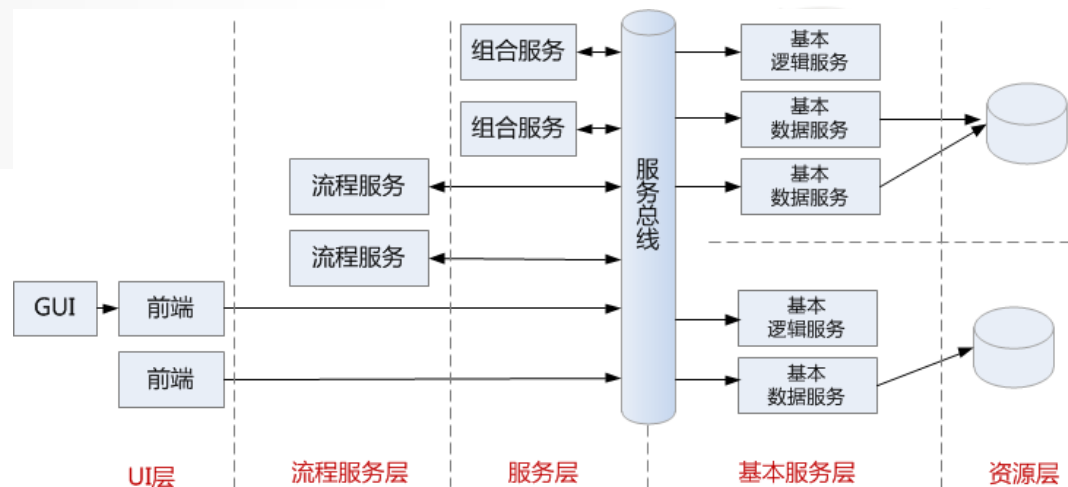 组合服务
基本
逻辑服务
组合服务
基本
数据服务
流程服务
服务总线
基本
数据服务
流程服务
GUI
前端
基本
逻辑服务
前端
基本
数据服务
UI层
流程服务层
服务层
基本服务层
资源层